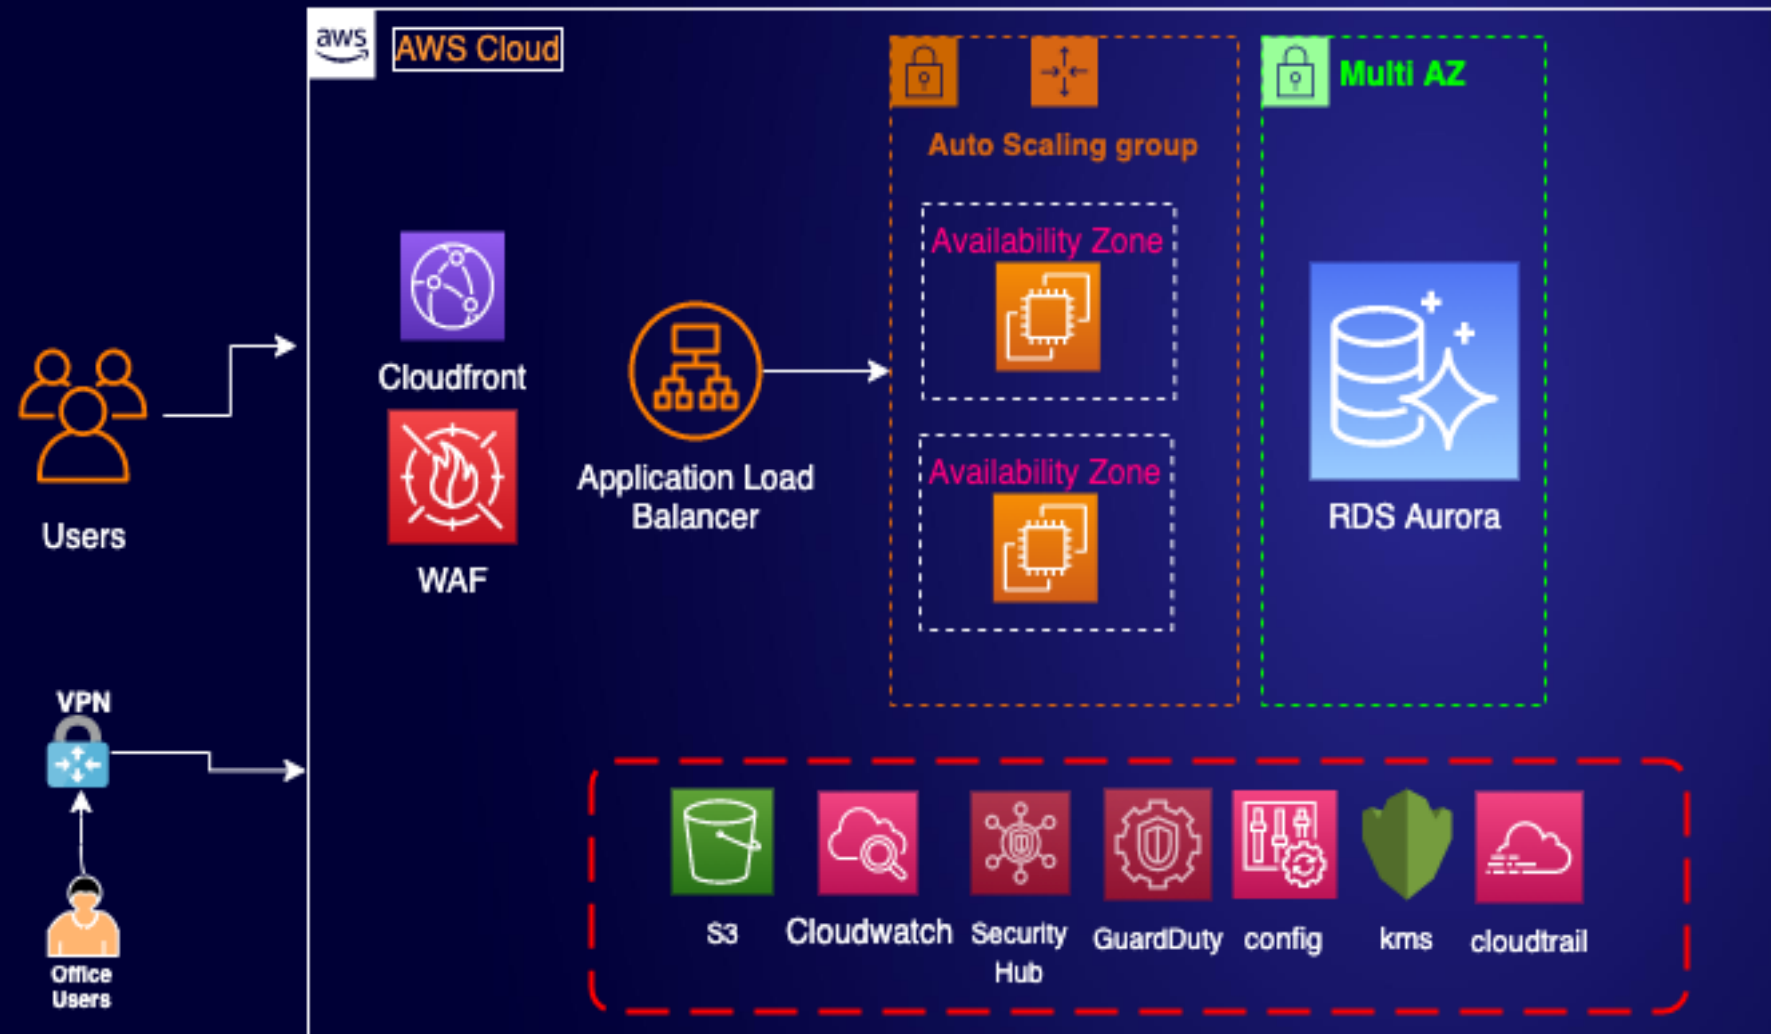 aws
AWS Cloud
Multi AZ
Auto Scaling group
Availability Zone
Cloudfront
Availability Zone
Application Load
Balancer
RDS Aurora
Users
WAF
VPN
Office
Users
S3
Cloudwatch
Security
Hub
GuardDuty
config
kms
cloudtrail